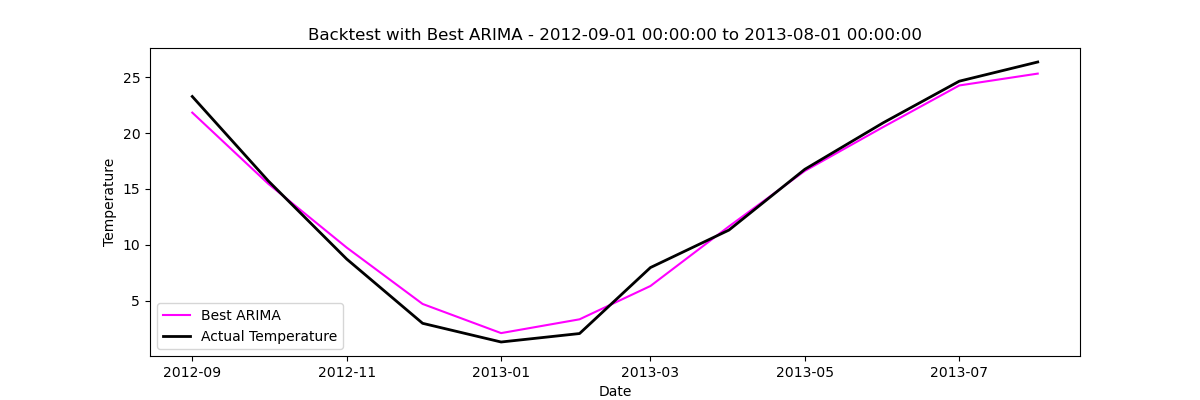 Backtest with Best ARIMA - 2012-09-01 00:00:00 to 2013-08-01 00:00:00
25
20
15
10
5
Temperature
Best ARIMA
Actual Temperature
2012-09 2012-11 2013-01 2013-03 2013-05 2013-07
Date